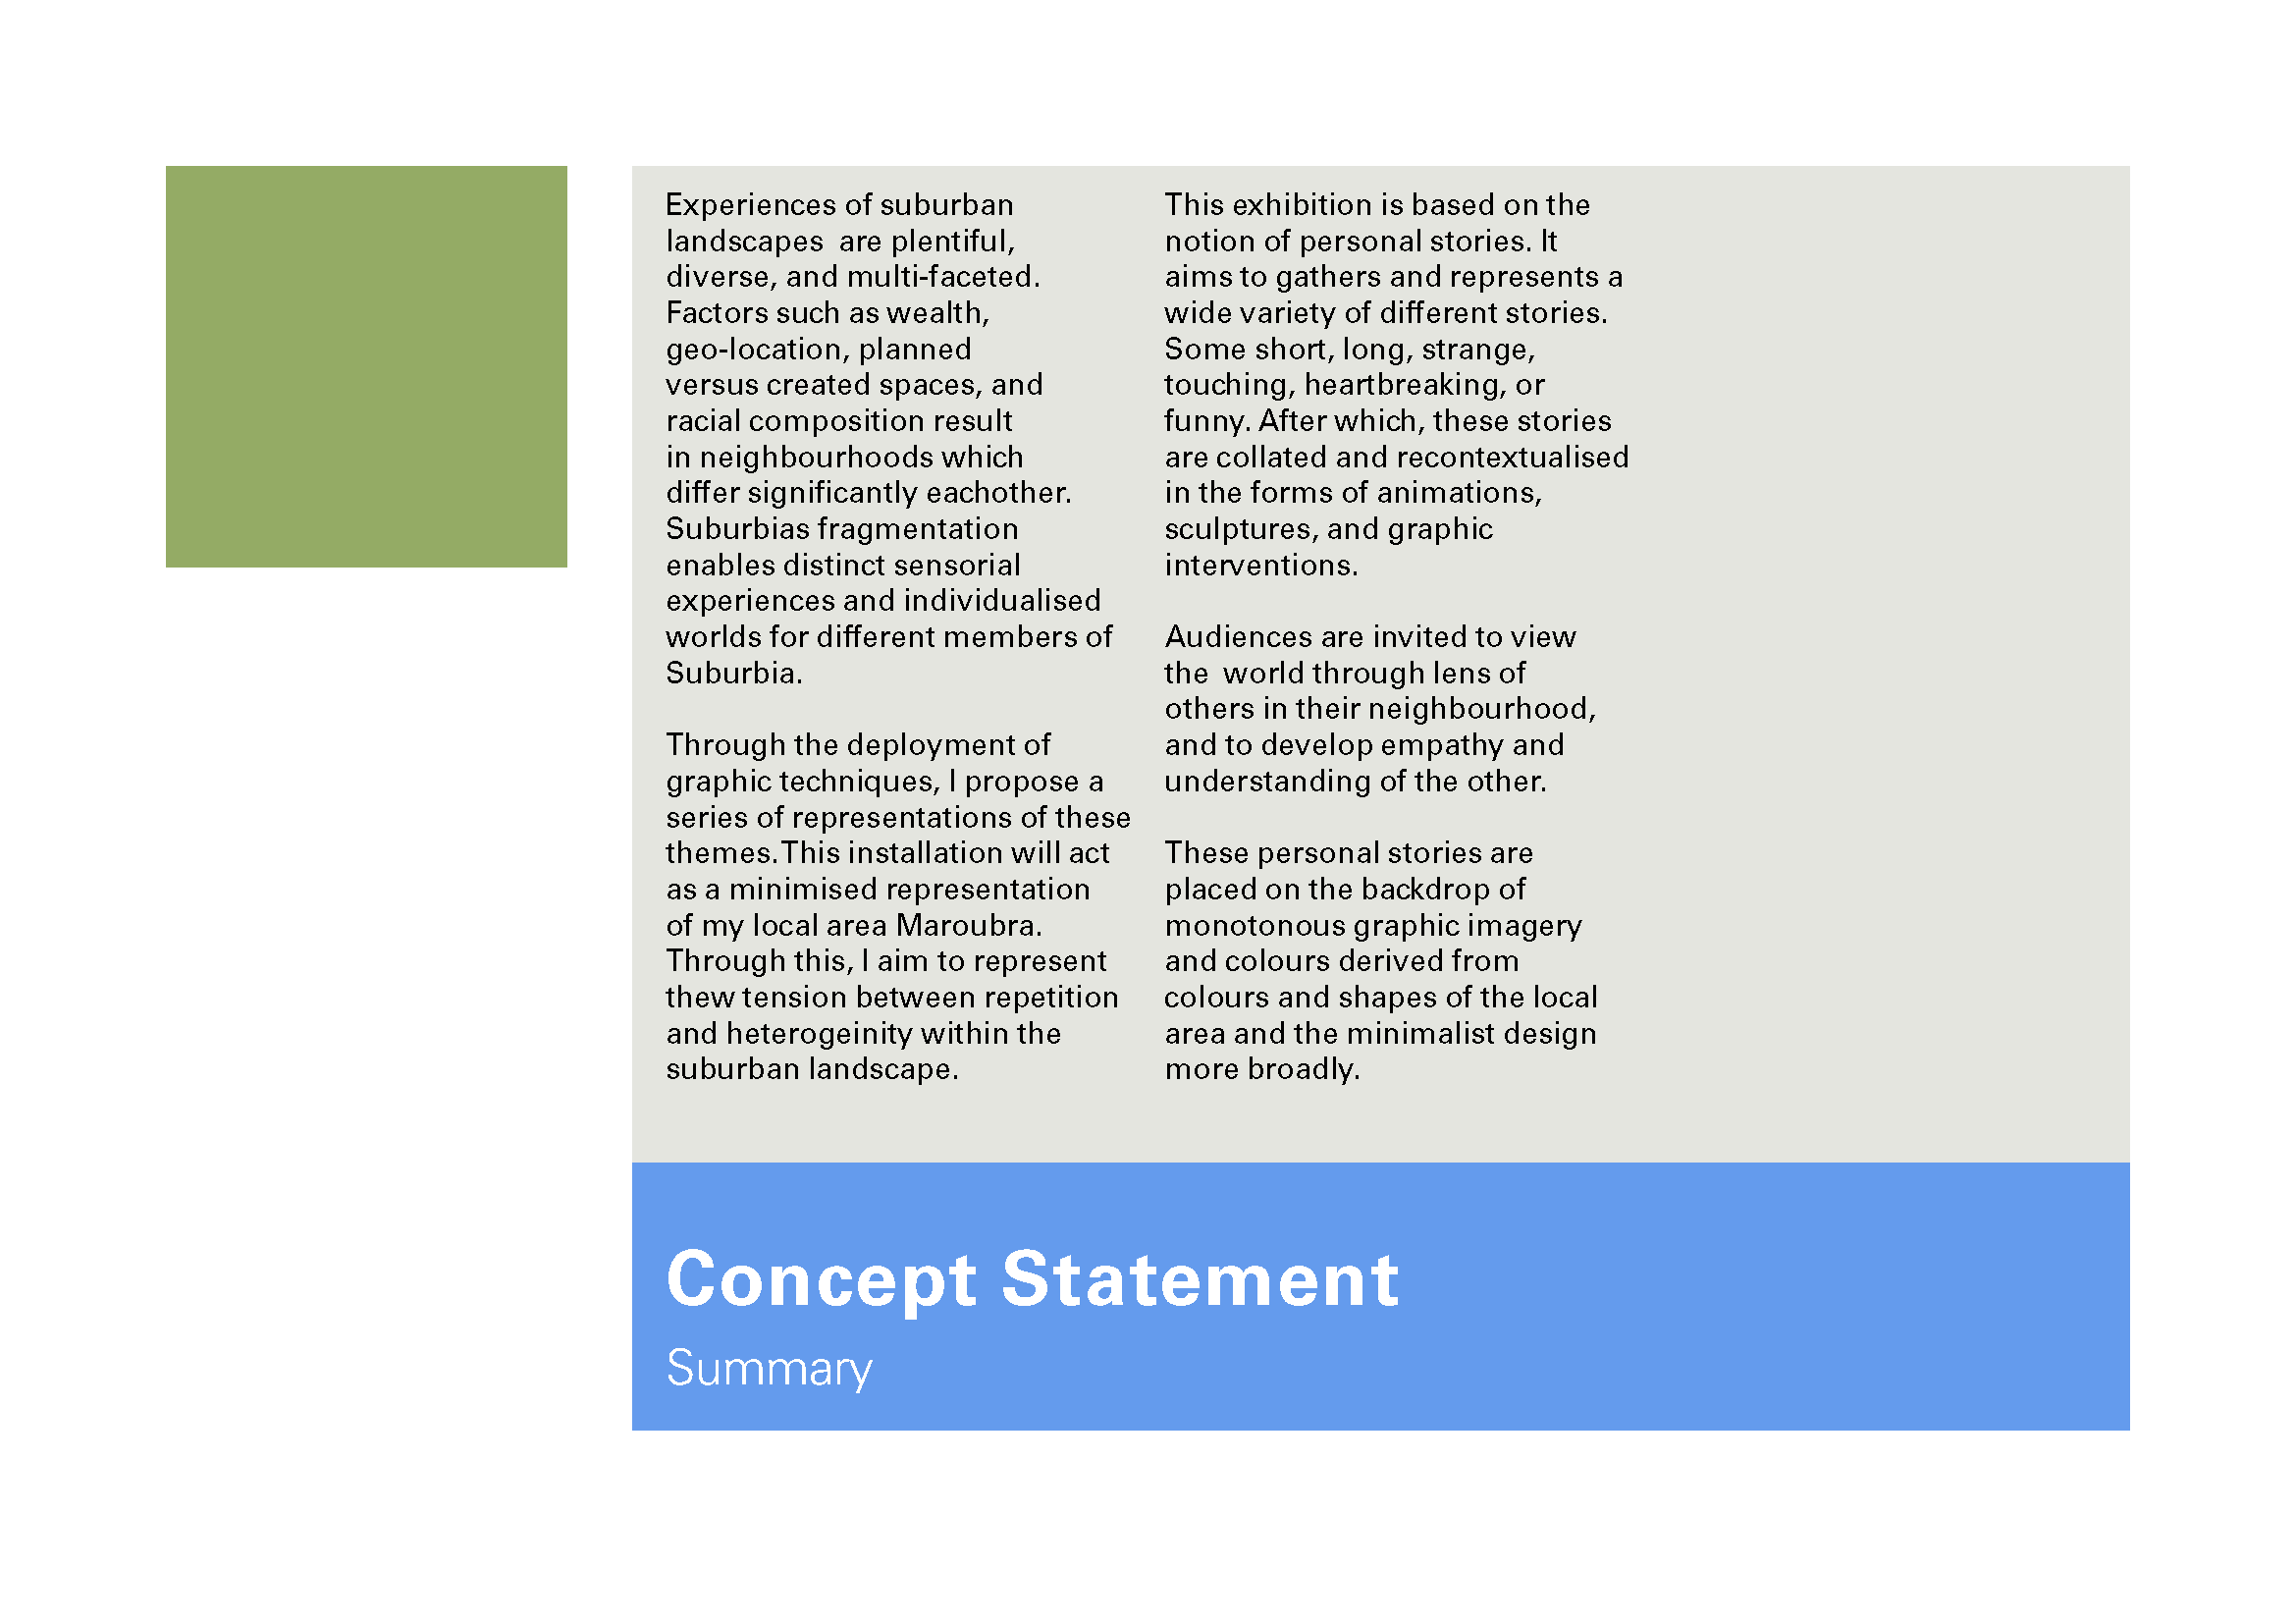 Experiences of suburban
landscapes  are plentiful,
diverse, and multi-faceted.
Factors such as wealth,
geo-location, planned
versus created spaces, and
racial composition result
in neighbourhoods which
differ significantly eachother.
Suburbias fragmentation
enables distinct sensorial
experiences and individualised
worlds for different members of
Suburbia.

Through the deployment of
graphic techniques, I propose a
series of representations of these
themes. This installation will act
as a minimised representation
of my local area Maroubra.
Through this, I aim to represent
thew tension between repetition
and heterogeinity within the
suburban landscape.

This exhibition is based on the
notion of personal stories. It
aims to gathers and represents a
wide variety of different stories.
Some short, long, strange,
touching, heartbreaking, or
funny. After which, these stories
are collated and recontextualised
in the forms of animations,
sculptures, and graphic
interventions.

Audiences are invited to view
the  world through lens of
others in their neighbourhood,
and to develop empathy and
understanding of the other.

These personal stories are
placed on the backdrop of
monotonous graphic imagery
and colours derived from
colours and shapes of the local
area and the minimalist design
more broadly.

Concept Statement
Summary